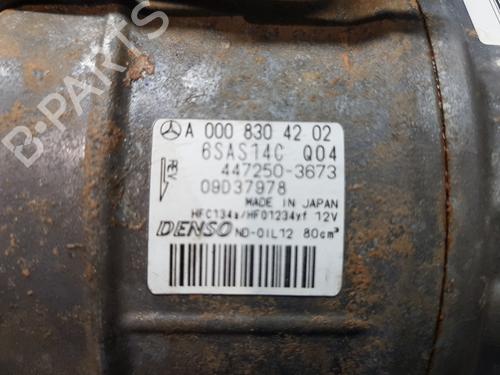 B-PARTS
A 000 830 42 02
6SAS14C Q04
447250-3673
09D37978
MADE IN JAPAN
HFC134a/HFO1234yf 12V
DENSO ND-OIL12 80cm³